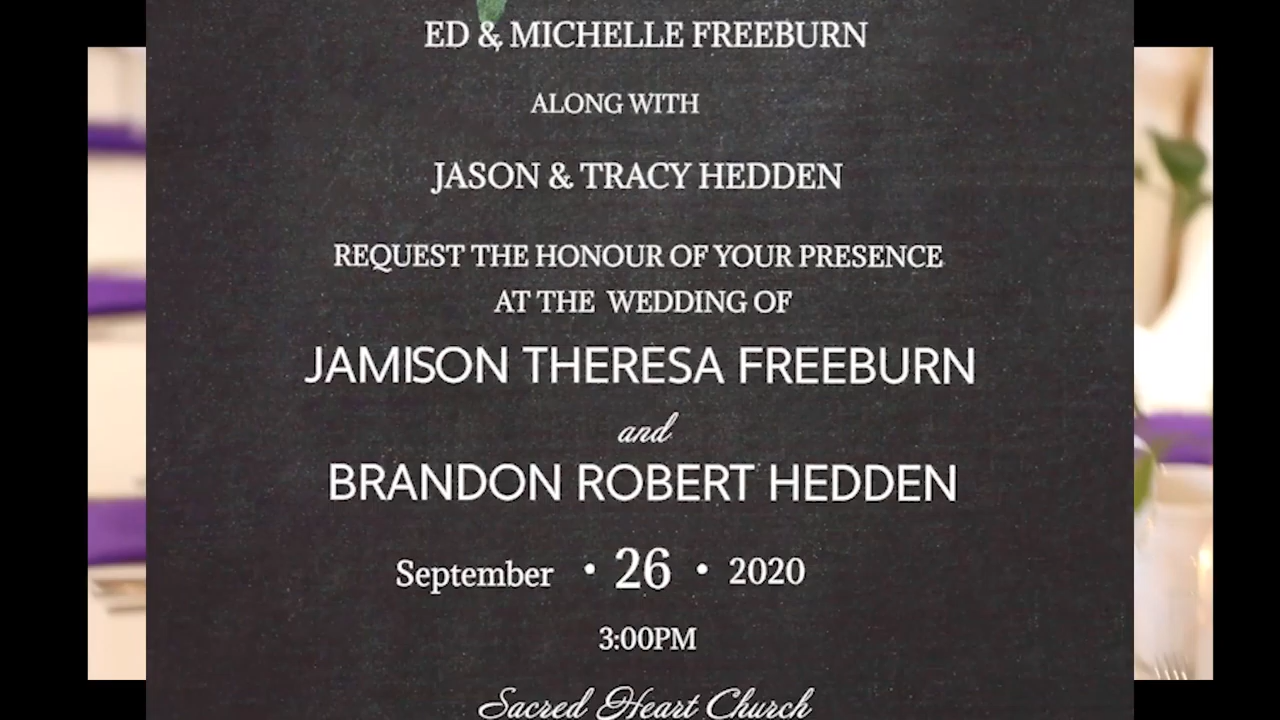 ED & MICHELLE FREEBURN
ALONG WITH
JASON & TRACY HEDDEN
REQUEST THE HONOUR OF YOUR PRESENCE
AT THE WEDDING OF
JAMISON THERESA FREEBURN
and
BRANDON ROBERT HEDDEN
September • 26 • 2020
3:00PM
Sacred Heart Church